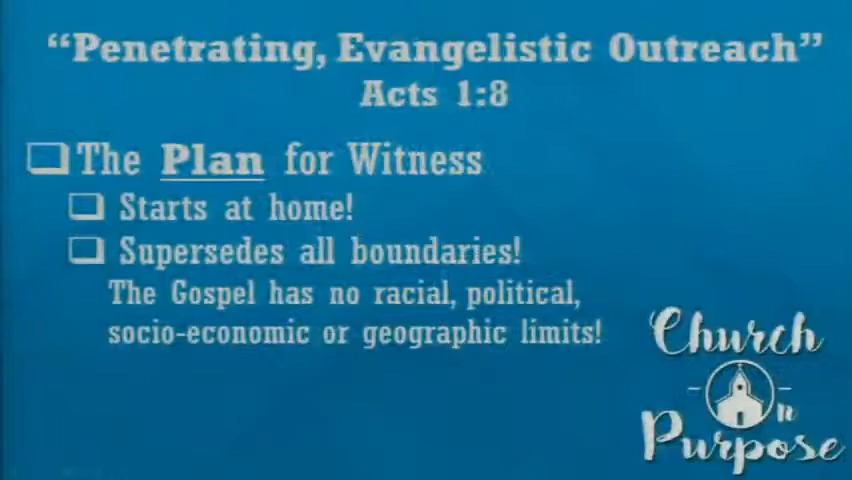 “Penetrating, Evangelistic Outreach”
Acts 1:8
The Plan for Witness
Starts at home!
Supersedes all boundaries!
The Gospel has no racial, political,
socio-economic or geographic limits!
Church
On
Purpose